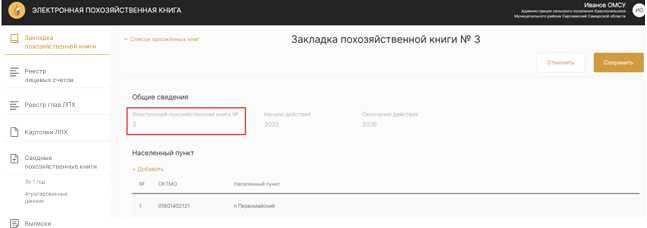 ЭЛЕКТРОННАЯ ПОХОЗЯЙСТВЕННАЯ КНИГА
Иванов ОМСУ
Администрация сельского поселения Красносельское
Муниципального района Сергиевский Самарской области
ИО
Закладка
похозяйственной книги
Реестр
лицевых счетов
Реестр глав ЛПХ
Карточки ЛПХ
Сводные
похозяйственные книги
За 1 год
Агрегированные
данные
Выписки
← Список заложенных книг
Закладка похозяйственной книги № 3
Отменить
Сохранить
Общие сведения
Электронная похозяйственная книга №
Начало действия
Окончание действия
3
2022
2026
Населенный пункт
+ Добавить
№ ОКТМО Населенный пункт
1 01601402121 п Первомайский